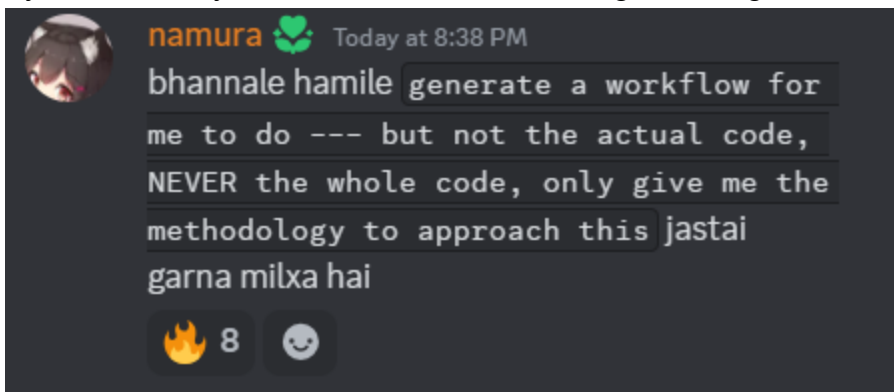 namura Today at 8:38 PM
bhannale hamile generate a workflow for
me to do --- but not the actual code,
NEVER the whole code, only give me the
methodology to approach this jastai
garna milxa hai
8